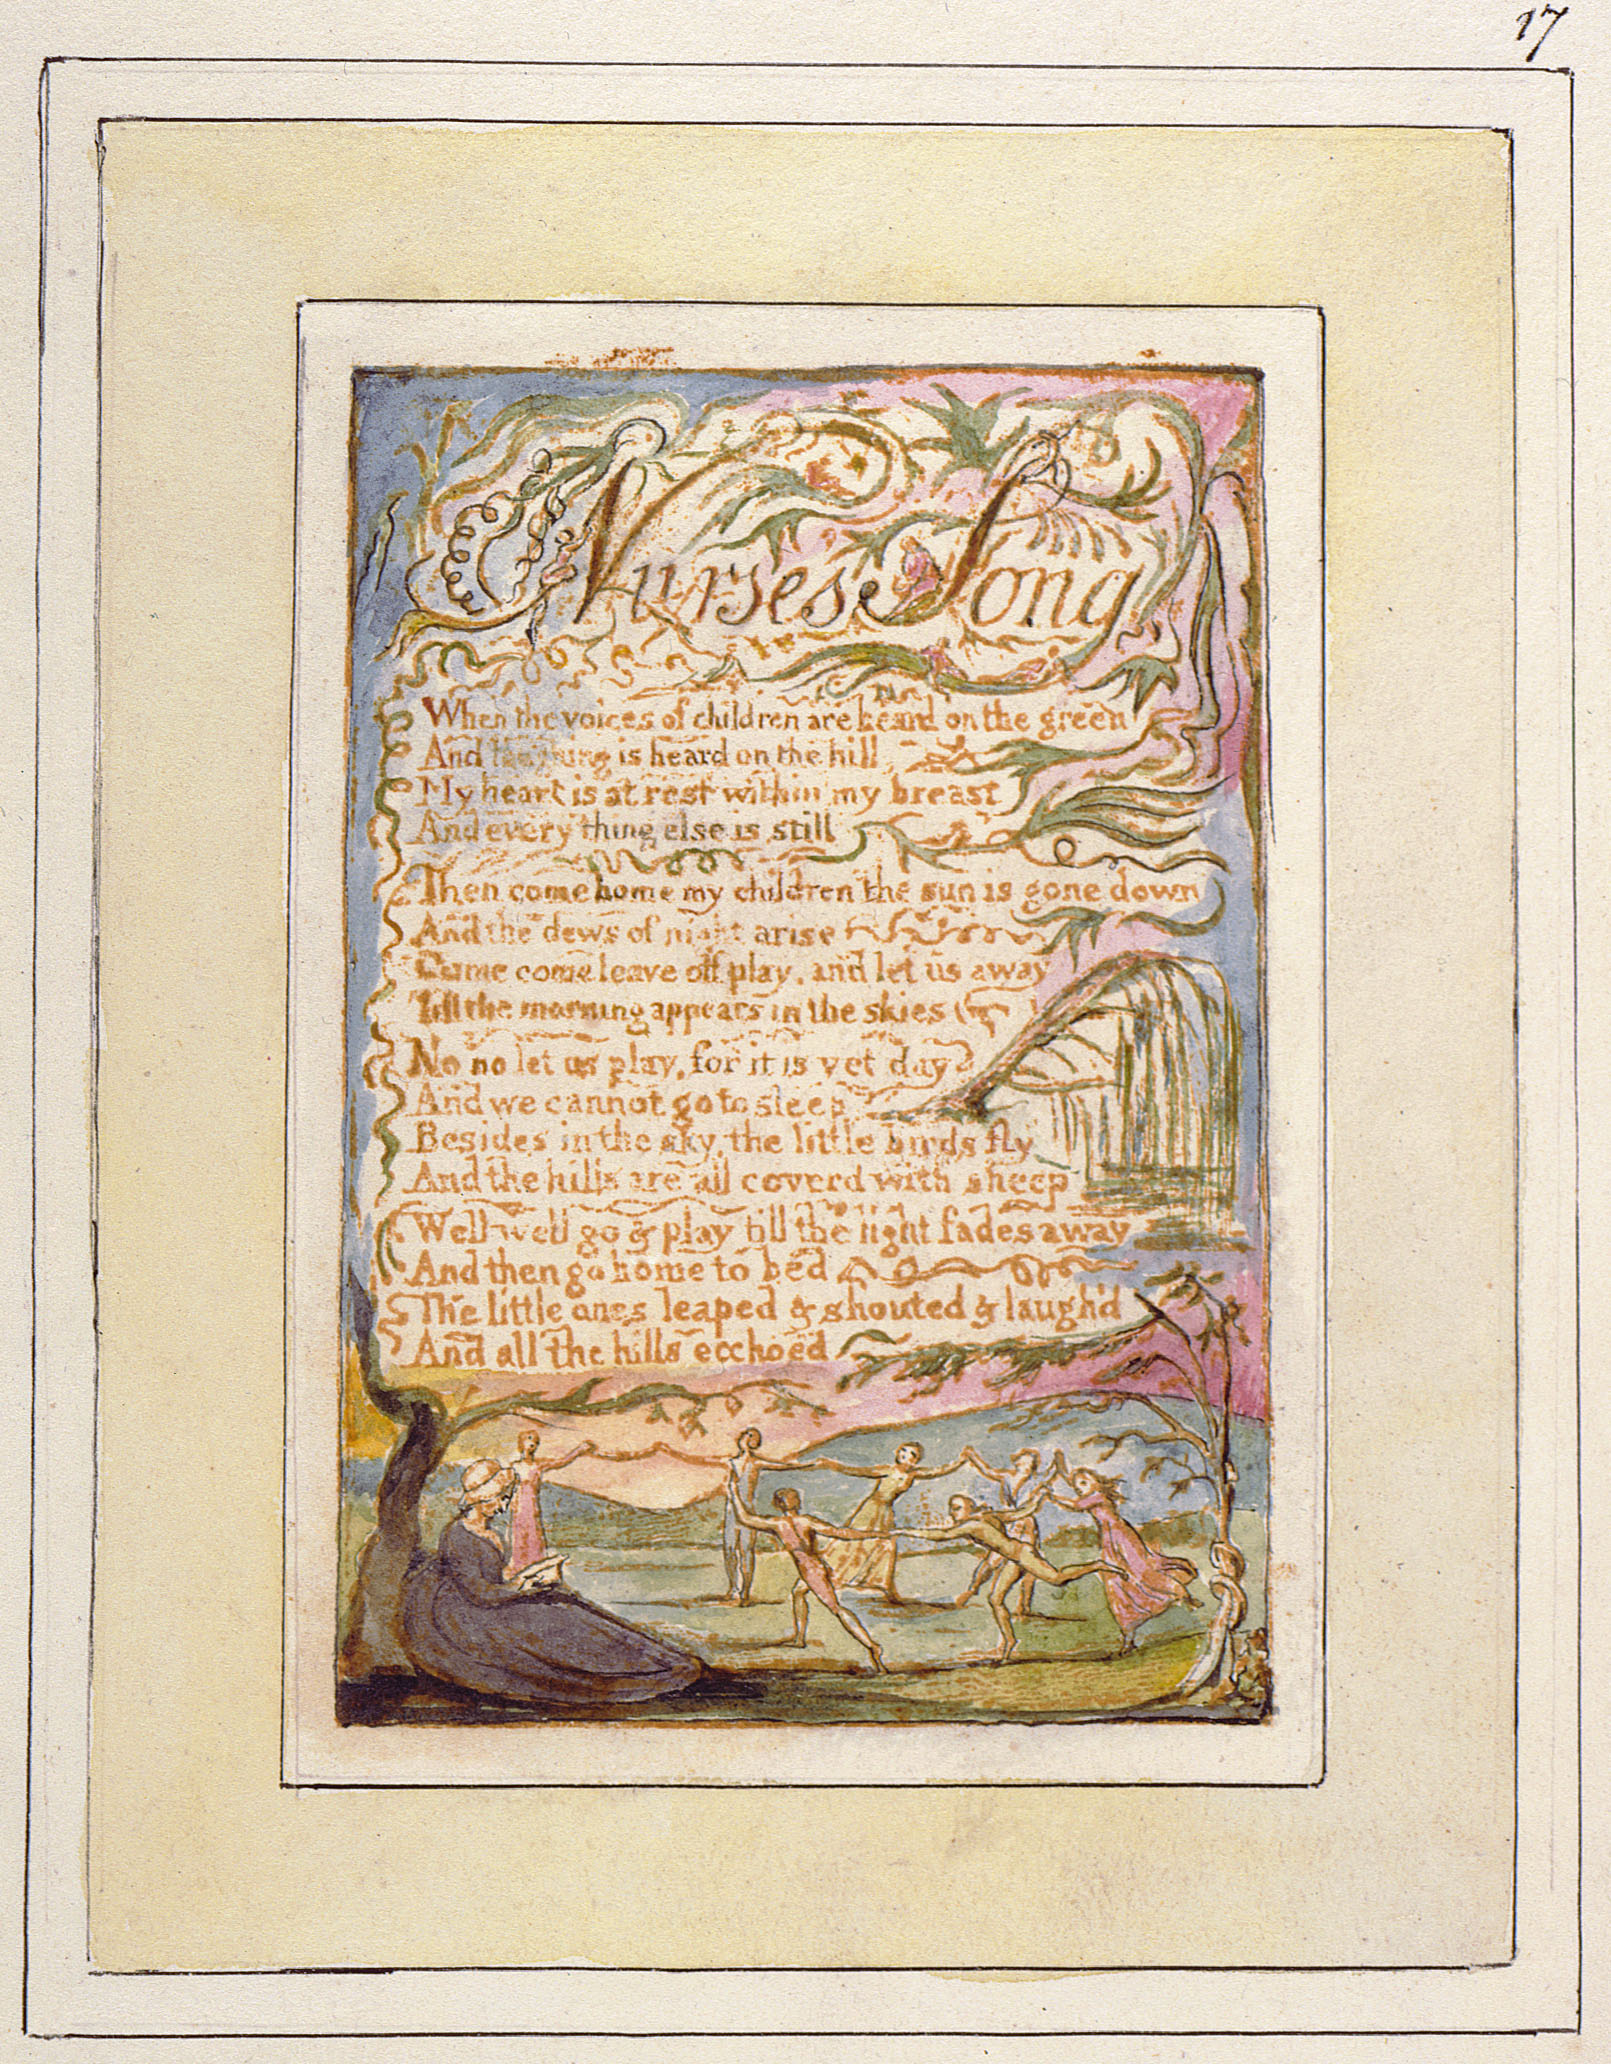 17
Nurses Song
When the voices of children are heard on the green
And laughing is heard on the hill,
My heart is at rest within my breast
And every thing else is still
Then come home my children the sun is gone down
And the dews of night arise
Come come leave off play, and let us away
Till the morning appears in the skies
No no let us play, for it is yet day
And we cannot go to sleep
Besides in the sky, the little birds fly
And the hills are all coverd with sheep
Well well go & play till the light fades away
And then go home to bed
The little ones leaped & shouted & laugh'd
And all the hills ecchoed